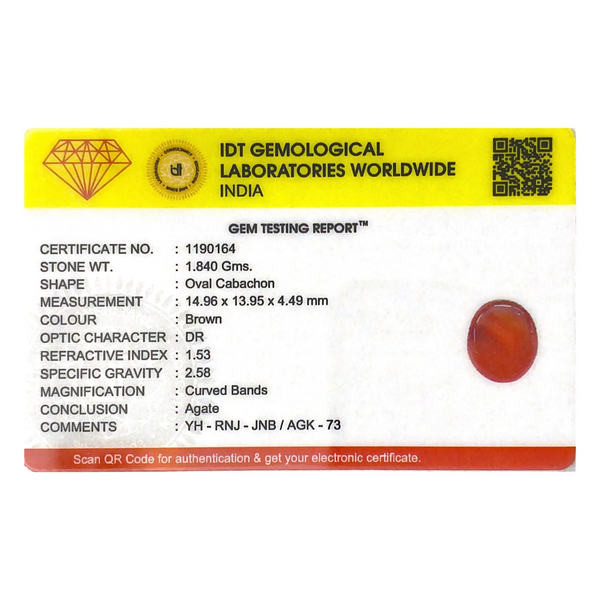 IDT GEMOLOGICAL
LABORATORIES WORLDWIDE
INDIA
GEM TESTING REPORT™
CERTIFICATE NO. : 1190164
STONE WT. : 1.840 Gms.
SHAPE : Oval Cabachon
MEASUREMENT : 14.96 x 13.95 x 4.49 mm
COLOUR : Brown
OPTIC CHARACTER : DR
REFRACTIVE INDEX : 1.53
SPECIFIC GRAVITY : 2.58
MAGNIFICATION : Curved Bands
CONCLUSION : Agate
COMMENTS : YH - RNJ - JNB / AGK - 73
Scan QR Code for authentication & get your electronic certificate.